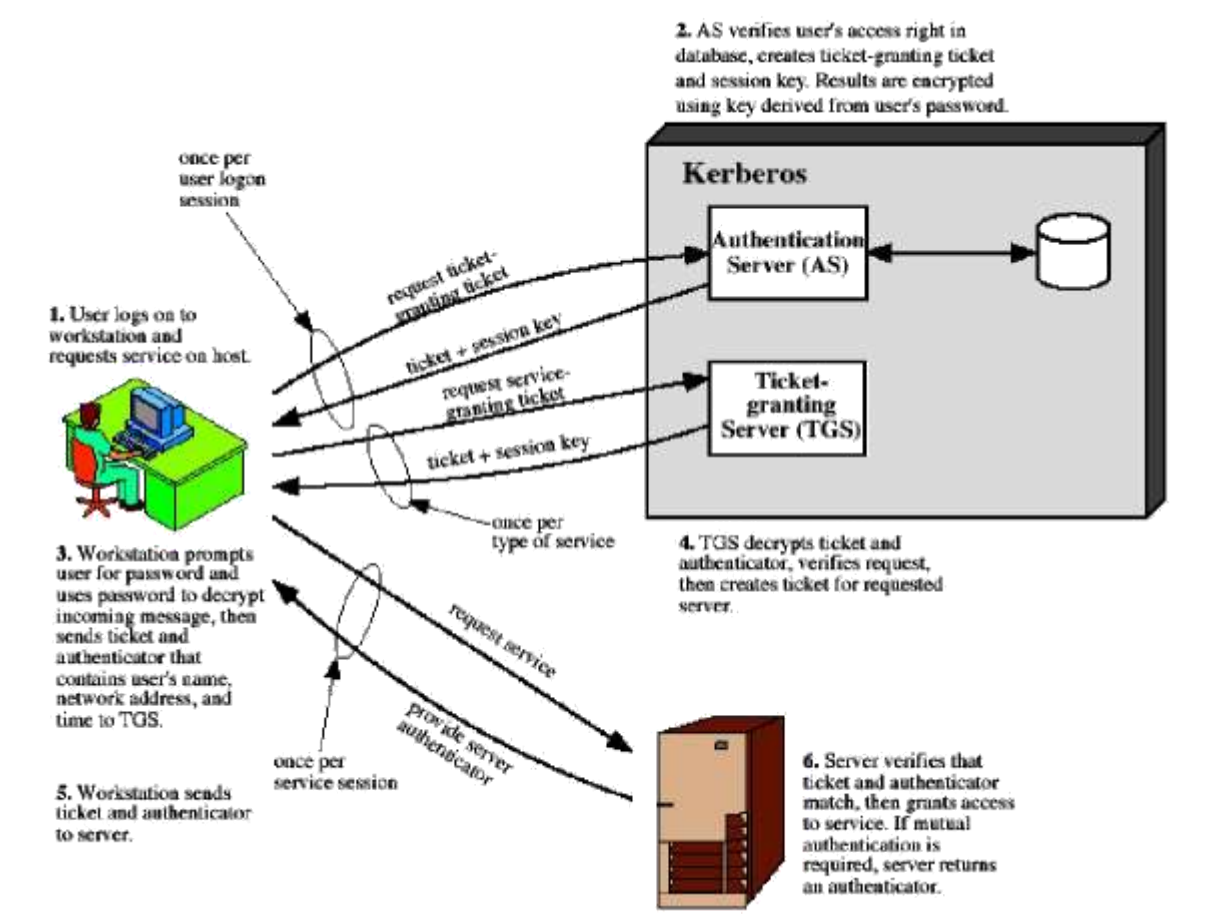 2. AS verifies user's access right in
database, creates ticket-granting ticket
and session key. Results are encrypted
using key derived from user's password.
once per
user logon
session
Kerberos
Authentication
Server (AS)
request ticket-
granting ticket
1. User logs on to
workstation and
requests service on host.
ticket + session key
request service-
granting ticket
Ticket-
granting
Server (TGS)
ticket + session key
once per
type of service
3. Workstation prompts
user for password and
uses password to decrypt
incoming message, then
sends ticket and
authenticator that
contains user's name,
network address, and
time to TGS.
4. TGS decrypts ticket and
authenticator, verifies request,
then creates ticket for requested
server.
request service
provide server
authenticator
once per
service session
5. Workstation sends
ticket and authenticator
to server.
6. Server verifies that
ticket and authenticator
match, then grants access
to service. If mutual
authentication is
required, server returns
an authenticator.